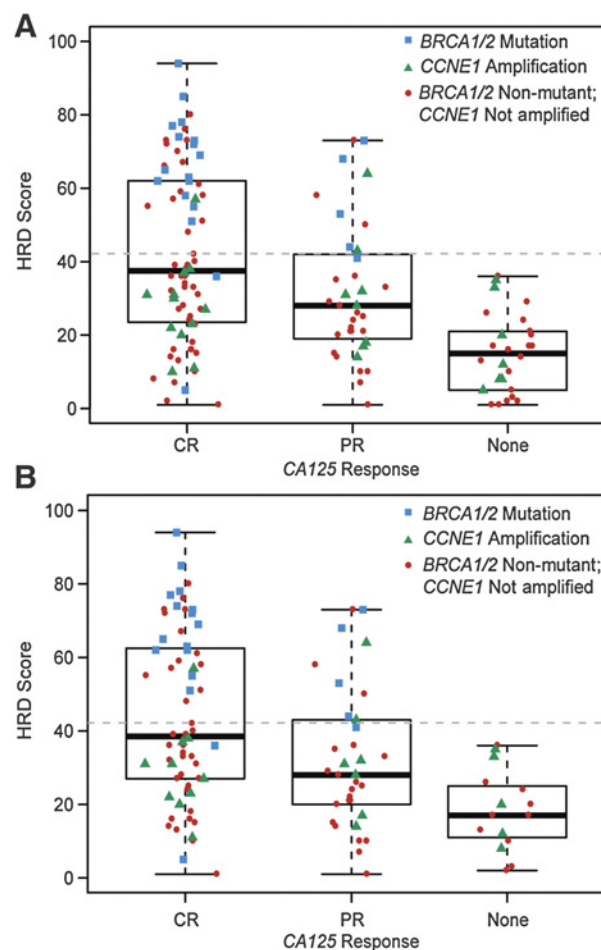 A
100
80
60
40
20
0
HRD Score
BRCA1/2 Mutation
CCNE1 Amplification
BRCA1/2 Non-mutant;
CCNE1 Not amplified
CR PR None
CA125 Response
B
100
80
60
40
20
0
HRD Score
BRCA1/2 Mutation
CCNE1 Amplification
BRCA1/2 Non-mutant;
CCNE1 Not amplified
CR PR None
CA125 Response